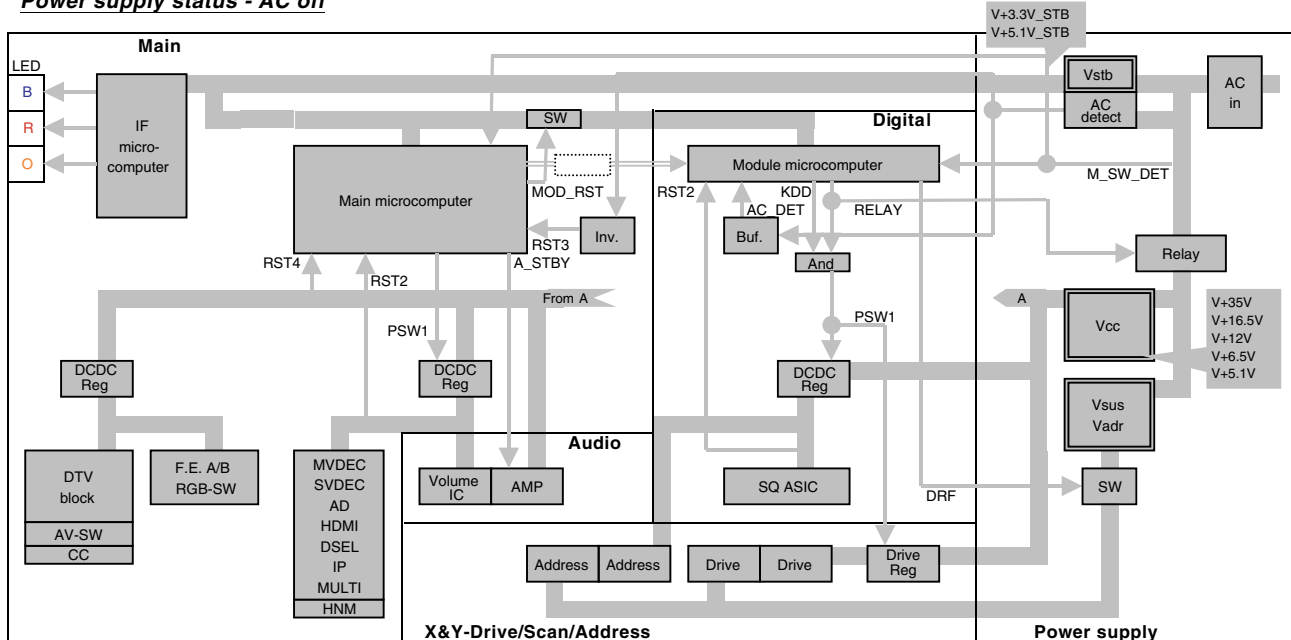 Power supply status - AC off
V+3.3V_STB
V+5.1V_STB
Main
LED
B
R
O
IF
micro-
computer
SW
Digital
Vstb
AC
detect
AC
in
Main microcomputer
MOD_RST
Module microcomputer
M_SW_DET
RST2
KDD
AC_DET
RELAY
RST3
Inv.
Buf.
A_STBY
And
Relay
RST4
RST2
From A
A
PSW1
PSW1
Vcc
V+35V
V+16.5V
V+12V
V+6.5V
V+5.1V
DCDC
Reg
DCDC
Reg
DCDC
Reg
Vsus
Vadr
Audio
DTV
block
AV-SW
CC
F.E. A/B
RGB-SW
MVDEC
SVDEC
AD
HDMI
DSEL
IP
MULTI
HNM
Volume
IC
AMP
SQ ASIC
DRF
SW
Address
Address
Drive
Drive
Drive
Reg
X&Y-Drive/Scan/Address
Power supply